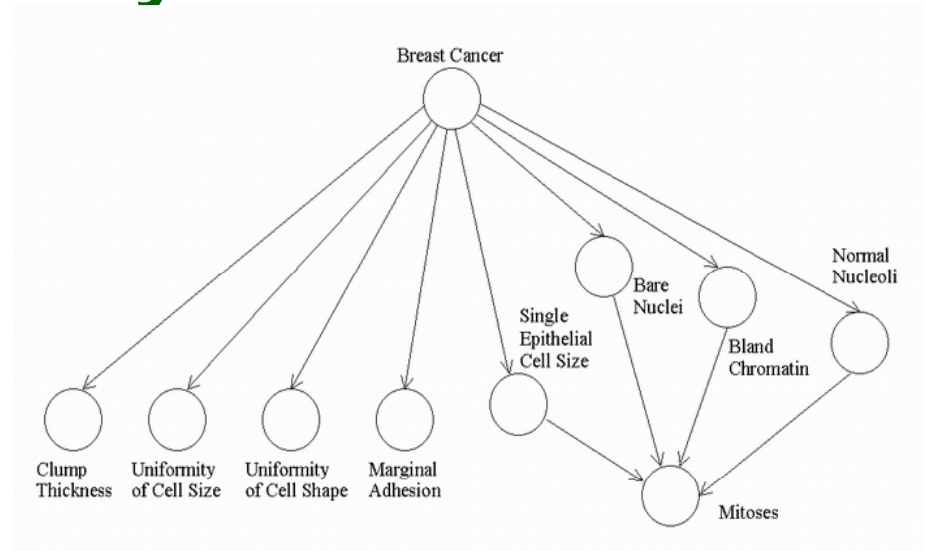 Breast Cancer
Normal
Nucleoli
Bare
Nuclei
Single
Epithelial
Cell Size
Bland
Chromatin
Clump
Thickness
Uniformity
of Cell Size
Uniformity
of Cell Shape
Marginal
Adhesion
Mitoses